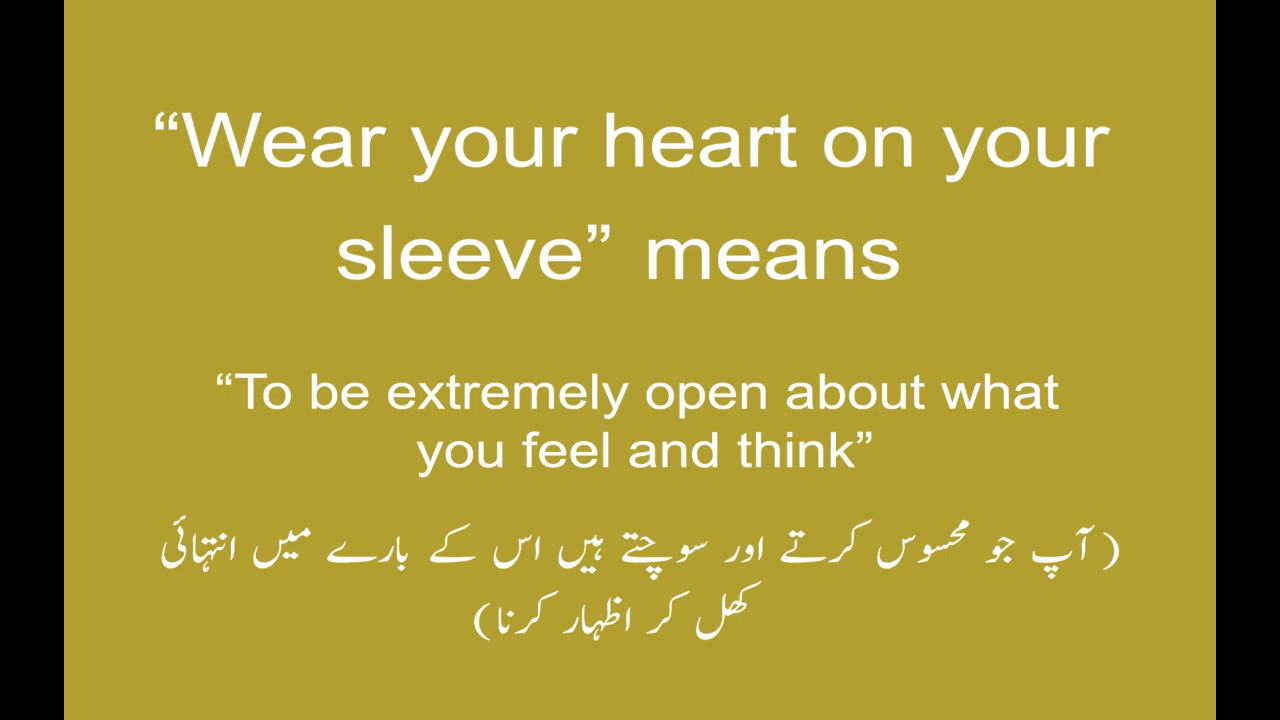 “Wear your heart on your
sleeve” means
“To be extremely open about what
you feel and think”
( آپ جو محسوس کرتے اور سوچتے ہیں اس کے بارے میں انتہائی
کھل کر اظہار کرنا)